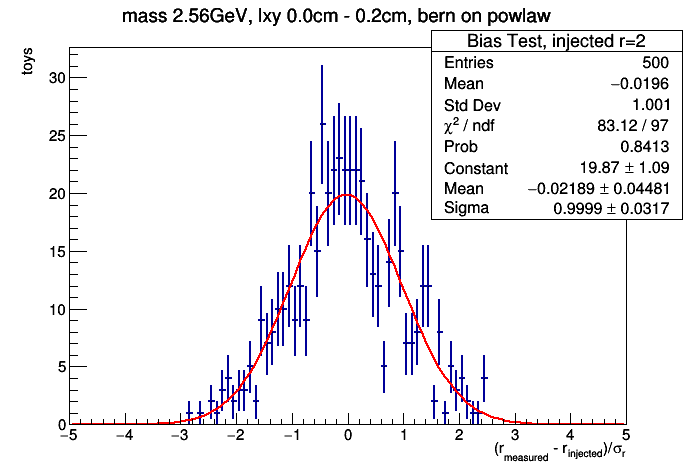 mass 2.56GeV, lxy 0.0cm - 0.2cm, bern on powlaw
Bias Test, injected r=2
Entries 500
Mean −0.0196
Std Dev 1.001
χ² / ndf 83.12 / 97
Prob 0.8413
Constant 19.87 ± 1.09
Mean −0.02189 ± 0.04481
Sigma 0.9999 ± 0.0317
toys
30
25
20
15
10
5
0
−5 −4 −3 −2 −1 0 1 2 3 4 5
(r_measured - r_injected)/σ_r